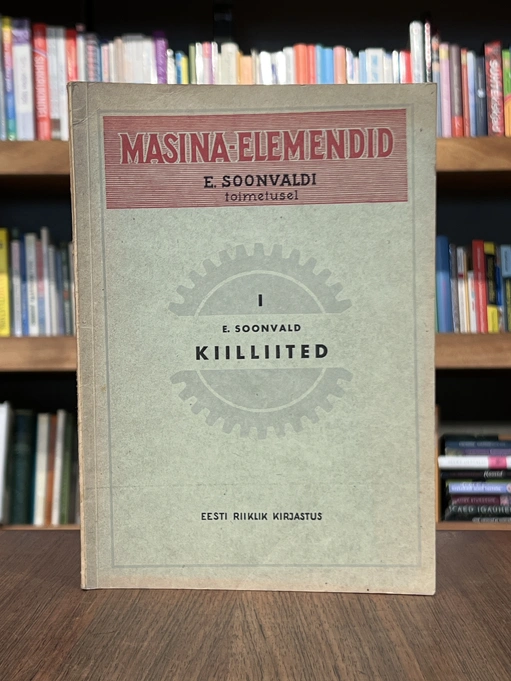 MASINA-ELEMENDID
E. SOONVALDI
toimetusel
I
E. SOONVALD
KIILLIITED
EESTI RIIKLIK KIRJASTUS